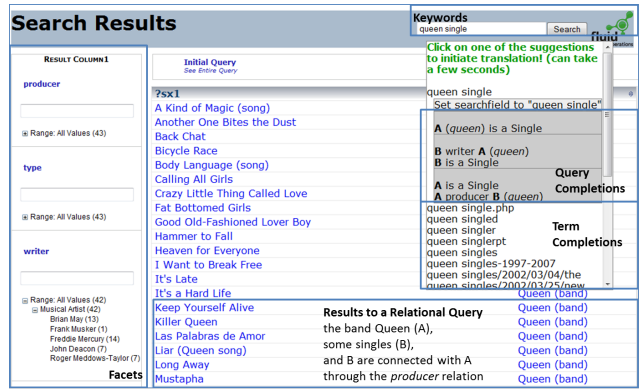 Search Results
Keywords
queen single
Search
fluid
Operations
RESULT COLUMN1
producer
Range: All Values (43)
type
Range: All Values (43)
writer
Range: All Values (42)
Musical Artist (42)
Brian May (13)
Frank Musker (1)
Freddie Mercury (14)
John Deacon (7)
Roger Meddows-Taylor (7)
Facets
Initial Query
See Entire Query
?sx1
A Kind of Magic (song)
Another One Bites the Dust
Back Chat
Bicycle Race
Body Language (song)
Calling All Girls
Crazy Little Thing Called Love
Fat Bottomed Girls
Good Old-Fashioned Lover Boy
Hammer to Fall
Heaven for Everyone
I Want to Break Free
It's Late
It's a Hard Life Queen (band)
Keep Yourself Alive Queen (band)
Killer Queen Queen (band)
Las Palabras de Amor Queen (band)
Liar (Queen song) Queen (band)
Long Away Queen (band)
Mustapha Queen (band)
Results to a Relational Query
the band Queen (A),
some singles (B),
and B are connected with A
through the producer relation
Click on one of the suggestions
to initiate translation! (can take
a few seconds)
queen single
Set searchfield to "queen single"
A (queen) is a Single
B writer A (queen)
B is a Single
A is a Single
A producer B (queen)
Query
Completions
queen single.php
queen singled
queen singler
queen singlerpt
queen singles
queen singles-1997-2007
queen singles/2002/03/04/the
queen singles/2002/03/25/new
Term
Completions